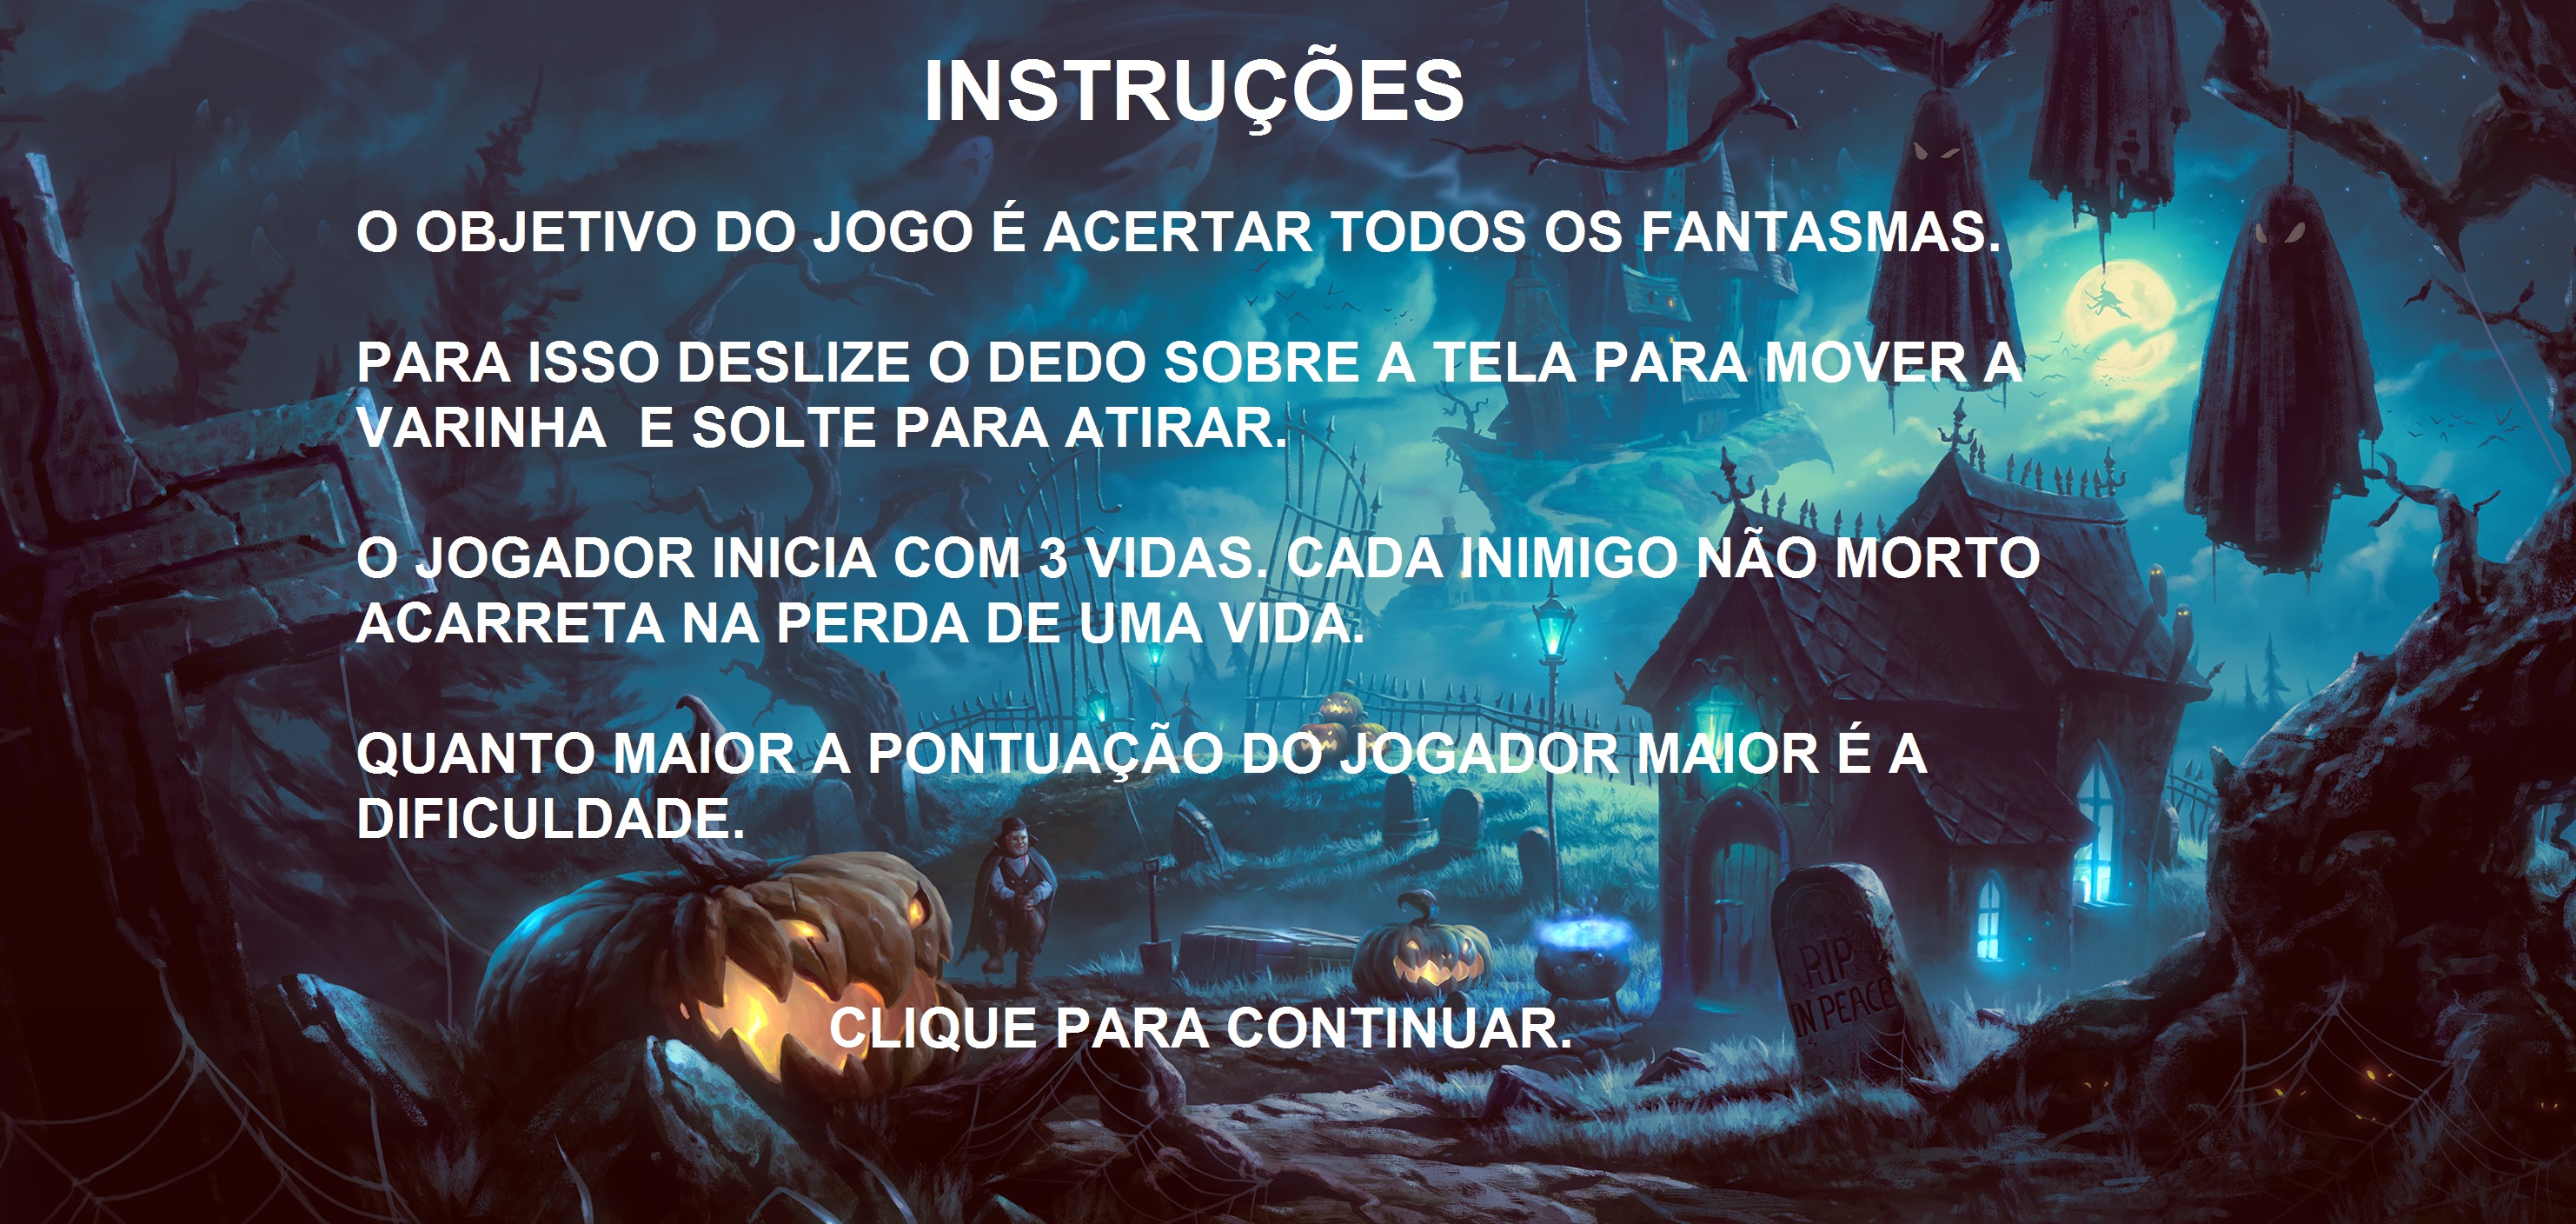 INSTRUÇÕES
O OBJETIVO DO JOGO É ACERTAR TODOS OS FANTASMAS.
PARA ISSO DESLIZE O DEDO SOBRE A TELA PARA MOVER A
VARINHA  E SOLTE PARA ATIRAR.
O JOGADOR INICIA COM 3 VIDAS. CADA INIMIGO NÃO MORTO
ACARRETA NA PERDA DE UMA VIDA.
QUANTO MAIOR A PONTUAÇÃO DO JOGADOR MAIOR É A
DIFICULDADE.
RIP
IN PEACE
CLIQUE PARA CONTINUAR.